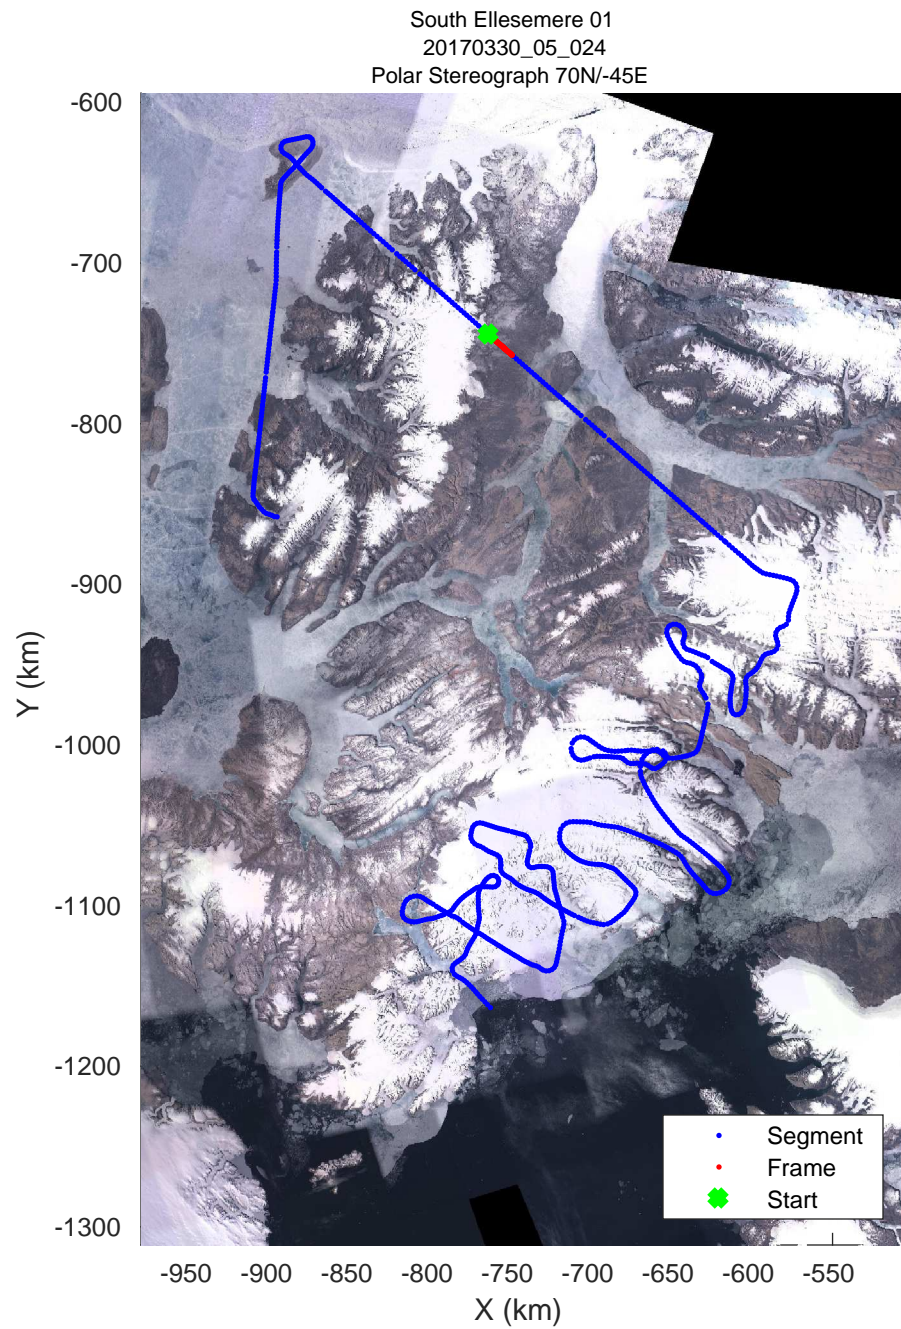 South Ellesemere 01
20170330_05_024
Polar Stereograph 70N/-45E
-600
-700
-800
-900
-1000
-1100
-1200
-1300
Y (km)
-950 -900 -850 -800 -750 -700 -650 -600 -550
X (km)
Segment
Frame
Start